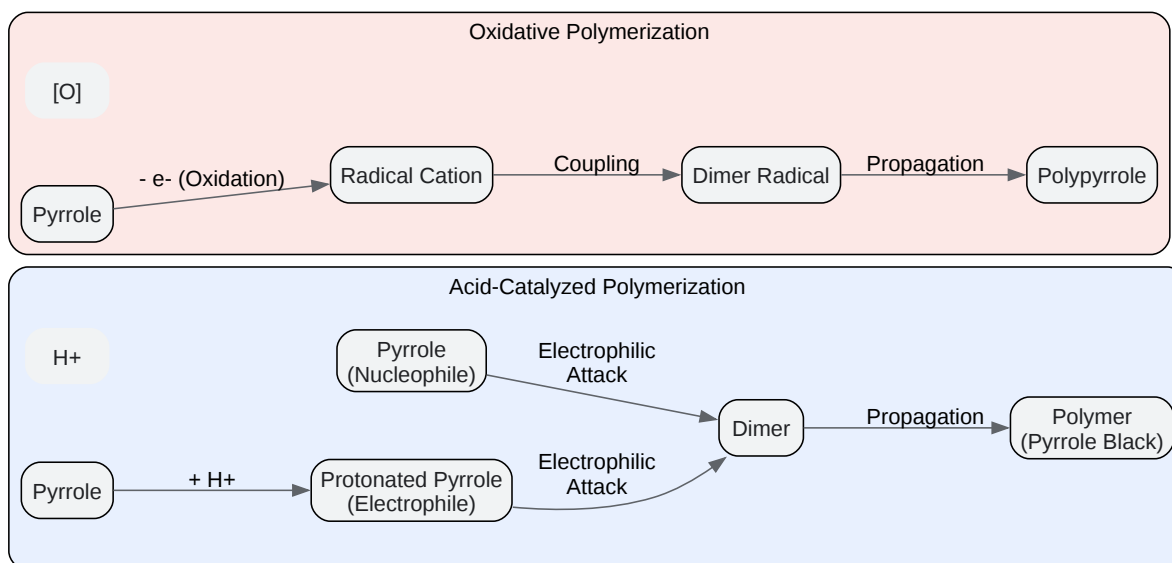 Oxidative Polymerization
[O]
Pyrrole
- e- (Oxidation)
Radical Cation
Coupling
Dimer Radical
Propagation
Polypyrrole
Acid-Catalyzed Polymerization
H+
Pyrrole
(Nucleophile)
Electrophilic
Attack
Pyrrole
+ H+
Protonated Pyrrole
(Electrophile)
Electrophilic
Attack
Dimer
Propagation
Polymer
(Pyrrole Black)